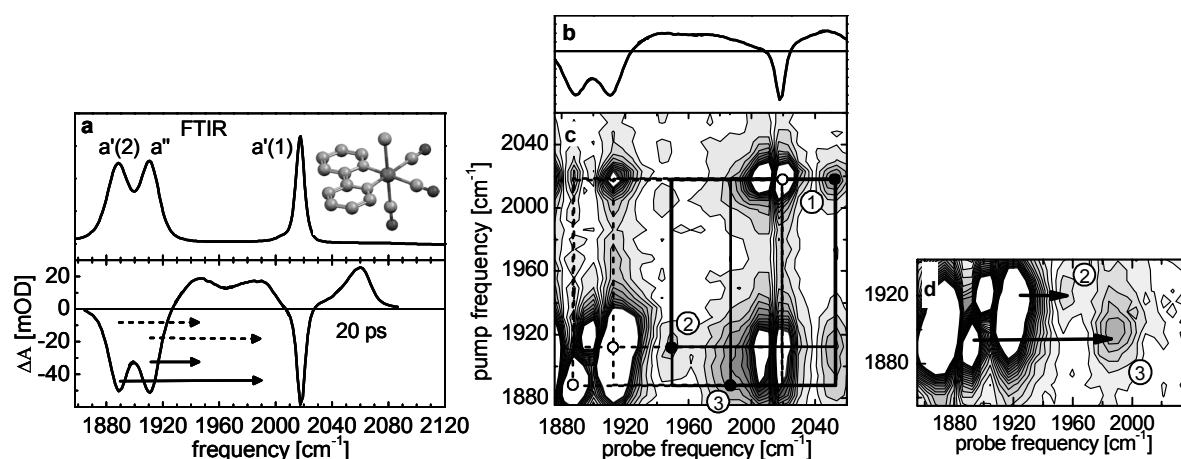 a
FTIR
a'(2)
a"
a'(1)
20
0
-20
-40
ΔA [mOD]
20 ps
1880 1920 1960 2000 2040 2080 2120
frequency [cm⁻¹]
b
c
2040
2000
1960
1920
1880
pump frequency [cm⁻¹]
1
2
3
1880 1920 1960 2000 2040
probe frequency [cm⁻¹]
d
1920
1880
2
3
1880 1920 1960 2000
probe frequency [cm⁻¹]